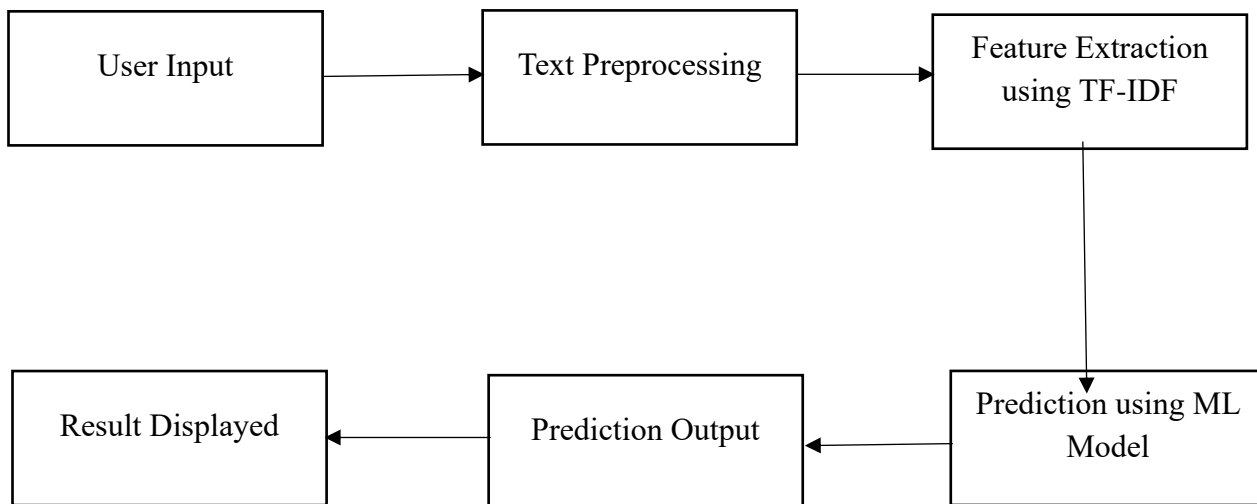 User Input
Text Preprocessing
Feature Extraction
using TF-IDF
Prediction using ML
Model
Prediction Output
Result Displayed